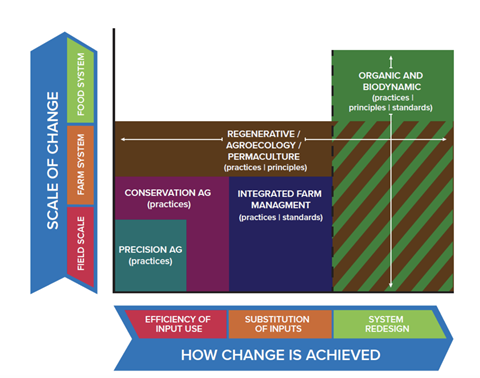 SCALE OF CHANGE
FOOD SYSTEM
FARM SYSTEM
FIELD SCALE
ORGANIC AND
BIODYNAMIC
(practices |
principles | standards)
REGENERATIVE /
AGROECOLOGY /
PERMACULTURE
(practices | principles)
CONSERVATION AG
(practices)
INTEGRATED FARM
MANAGMENT
(practices | standards)
PRECISION AG
(practices)
EFFICIENCY OF
INPUT USE
SUBSTITUTION
OF INPUTS
SYSTEM
REDESIGN
HOW CHANGE IS ACHIEVED